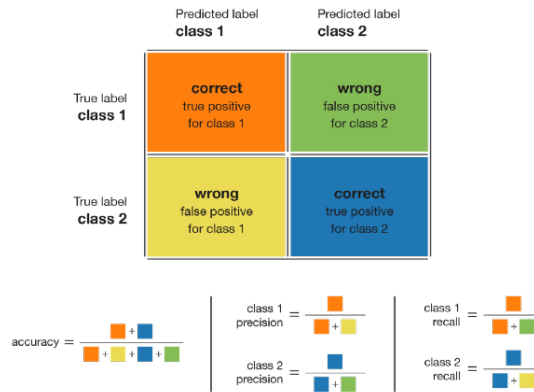 Predicted label
class 1
Predicted label
class 2
True label
class 1
correct
true positive
for class 1
wrong
false positive
for class 2
True label
class 2
wrong
false positive
for class 1
correct
true positive
for class 2
accuracy =
+
+ + +
class 1
precision =
+
class 2
precision =
+
class 1
recall =
+
class 2
recall =
+